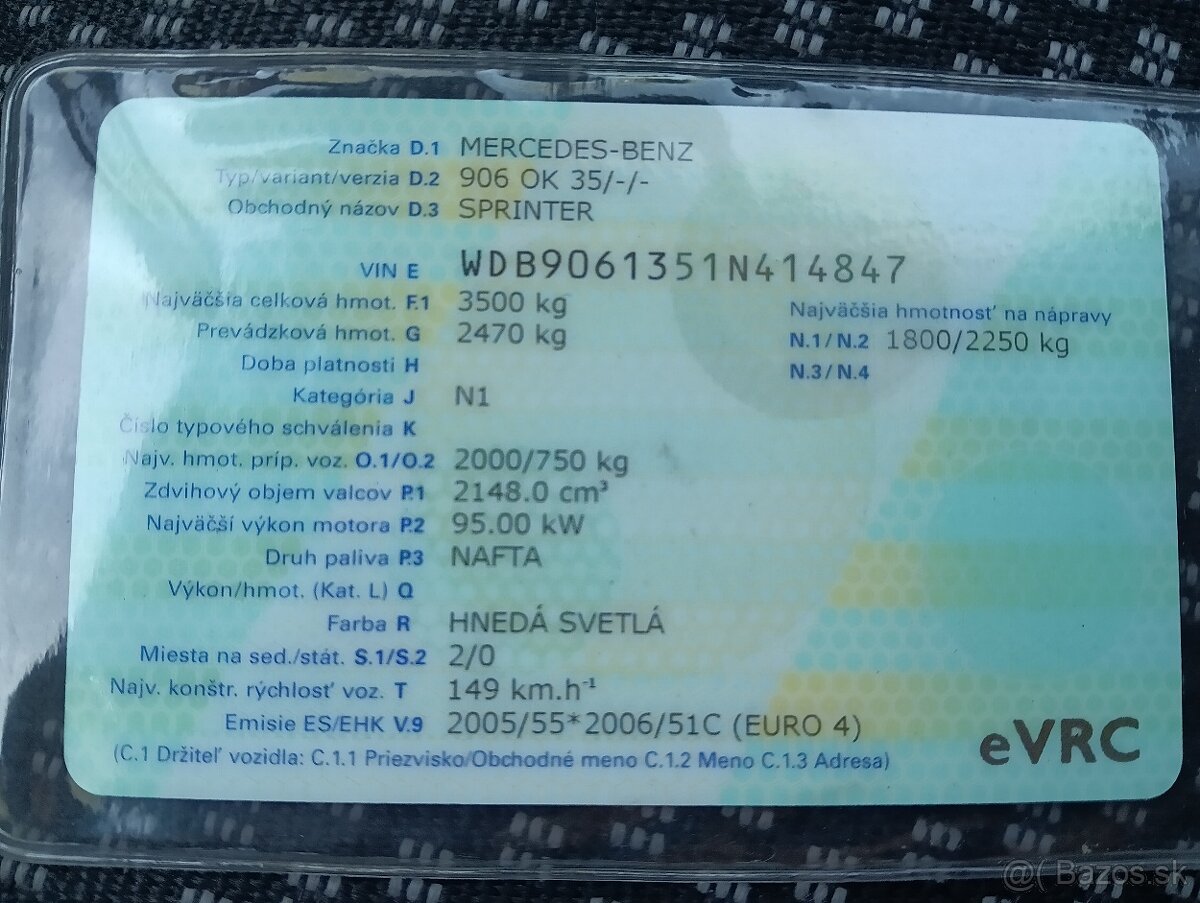 Značka D.1 MERCEDES-BENZ
Typ/variant/verzia D.2 906 OK 35/-/-
Obchodný názov D.3 SPRINTER
VIN E WDB9061351N414847
Najväčšia celková hmot. F.1 3500 kg
Najväčšia hmotnosť na nápravy
Prevádzková hmot. G 2470 kg
N.1/N.2 1800/2250 kg
Doba platnosti H
N.3/N.4
Kategória J N1
Číslo typového schválenia K
Najv. hmot. príp. voz. O.1/O.2 2000/750 kg
Zdvihový objem valcov P.1 2148.0 cm³
Najväčší výkon motora P.2 95.00 kW
Druh paliva P.3 NAFTA
Výkon/hmot. (Kat. L) Q
Farba R HNEDÁ SVETLÁ
Miesta na sed./stát. S.1/S.2 2/0
Najv. konštr. rýchlosť voz. T 149 km.h⁻¹
Emisie ES/EHK V.9 2005/55*2006/51C (EURO 4)
(C.1 Držiteľ vozidla: C.1.1 Priezvisko/Obchodné meno C.1.2 Meno C.1.3 Adresa)
eVRC
@( Bazos.sk